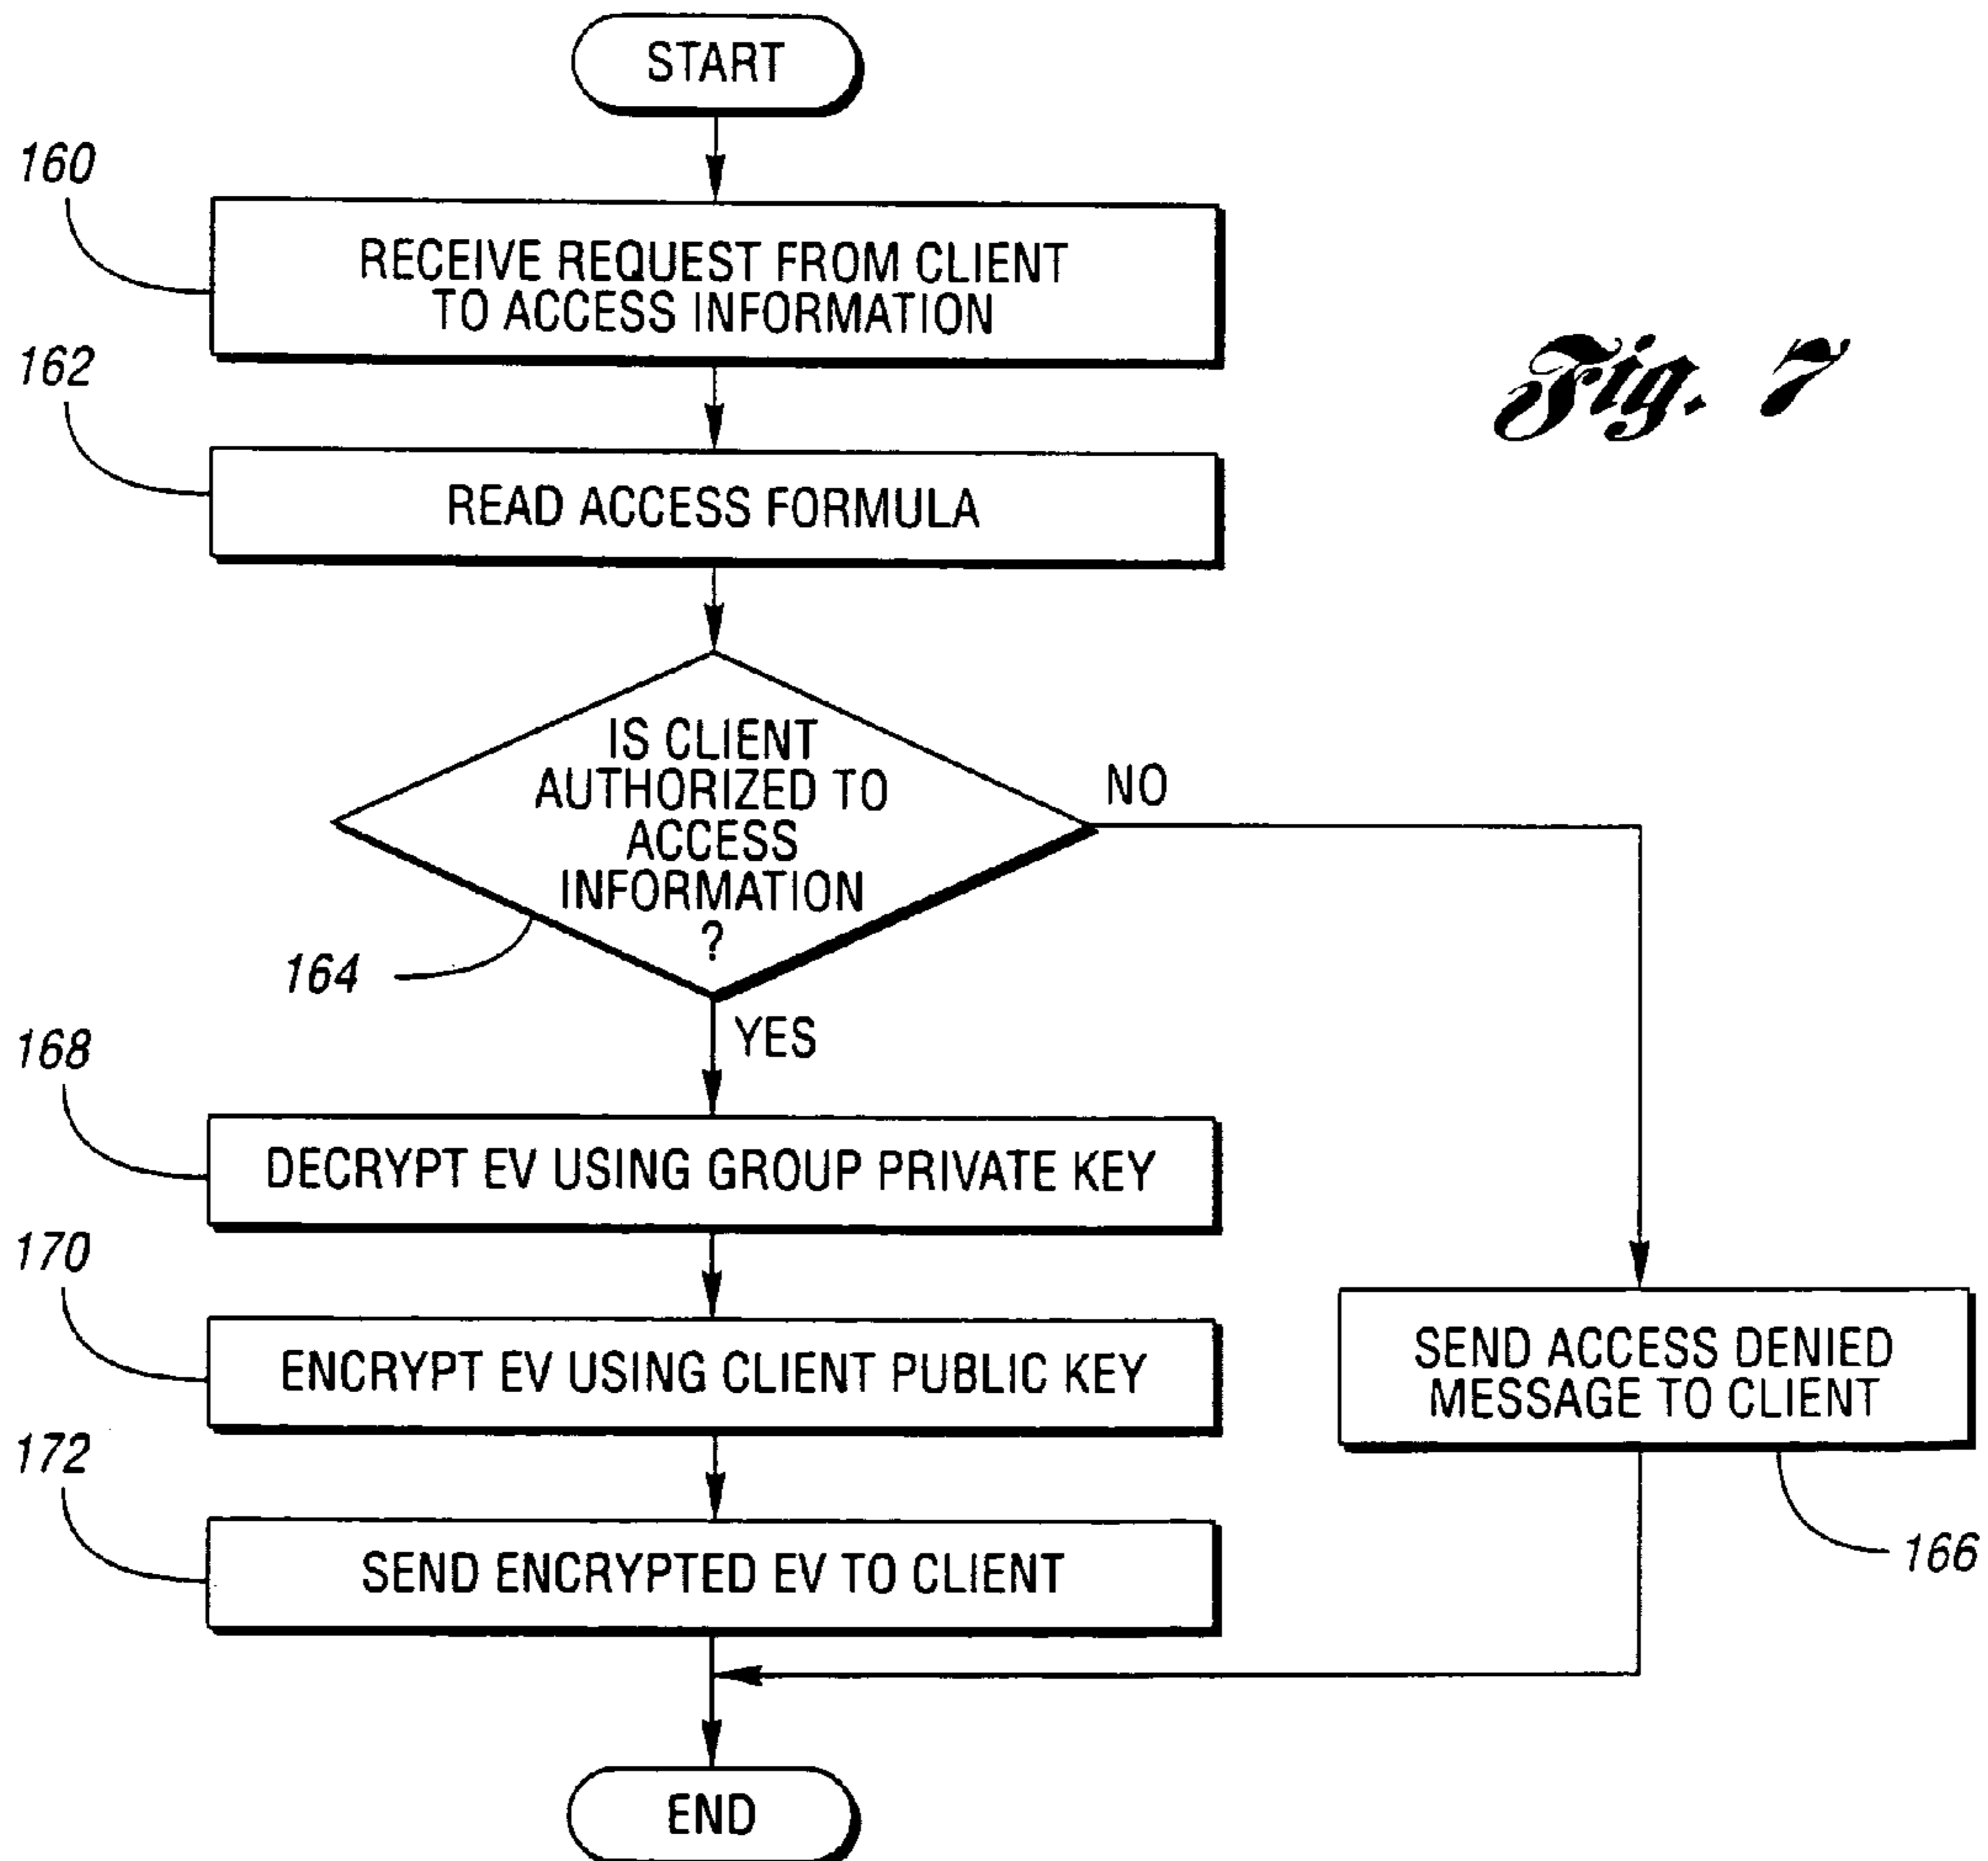 START
160
RECEIVE REQUEST FROM CLIENT
TO ACCESS INFORMATION
162
READ ACCESS FORMULA
Fig. 7
IS CLIENT
AUTHORIZED TO
ACCESS
INFORMATION
?
NO
164
YES
168
DECRYPT EV USING GROUP PRIVATE KEY
170
ENCRYPT EV USING CLIENT PUBLIC KEY
SEND ACCESS DENIED
MESSAGE TO CLIENT
172
SEND ENCRYPTED EV TO CLIENT
166
END